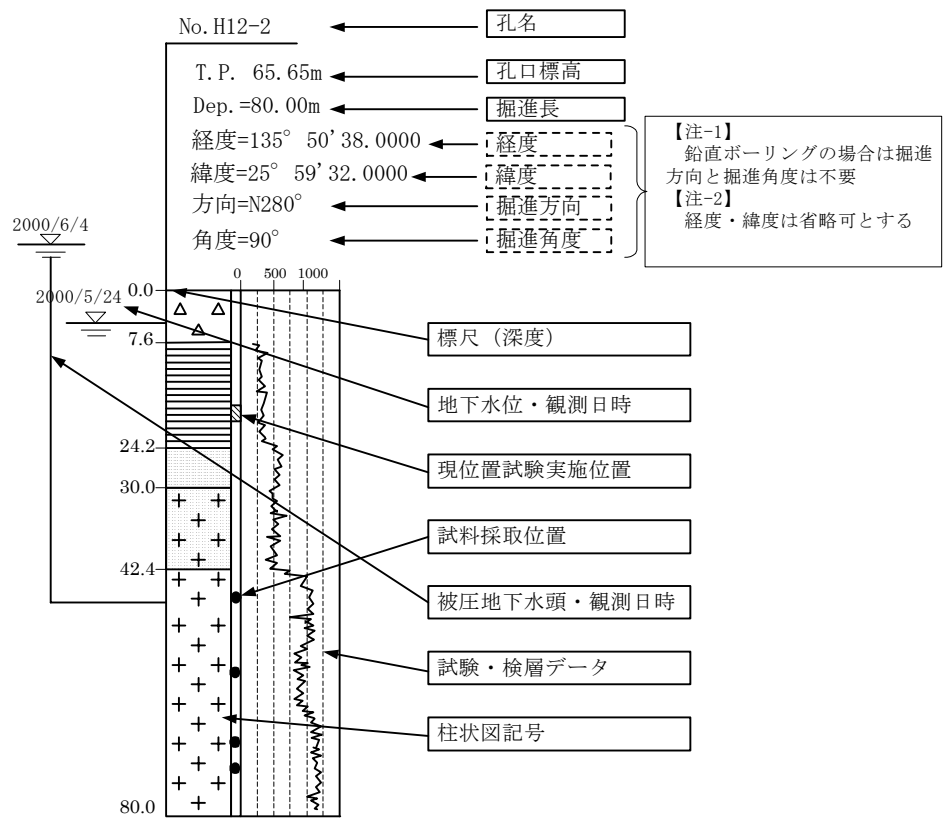 No.H12-2
孔名
T.P. 65.65m
孔口標高
Dep.=80.00m
掘進長
経度=135° 50'38.0000
経度
緯度=25° 59'32.0000
緯度
方向=N280°
掘進方向
角度=90°
掘進角度
【注-1】
鉛直ボーリングの場合は掘進
方向と掘進角度は不要
【注-2】
経度・緯度は省略可とする
2000/6/4
0 500 1000
2000/5/24
0.0
7.6
24.2
30.0
42.4
80.0
標尺（深度）
地下水位・観測日時
現位置試験実施位置
試料採取位置
被圧地下水頭・観測日時
試験・検層データ
柱状図記号